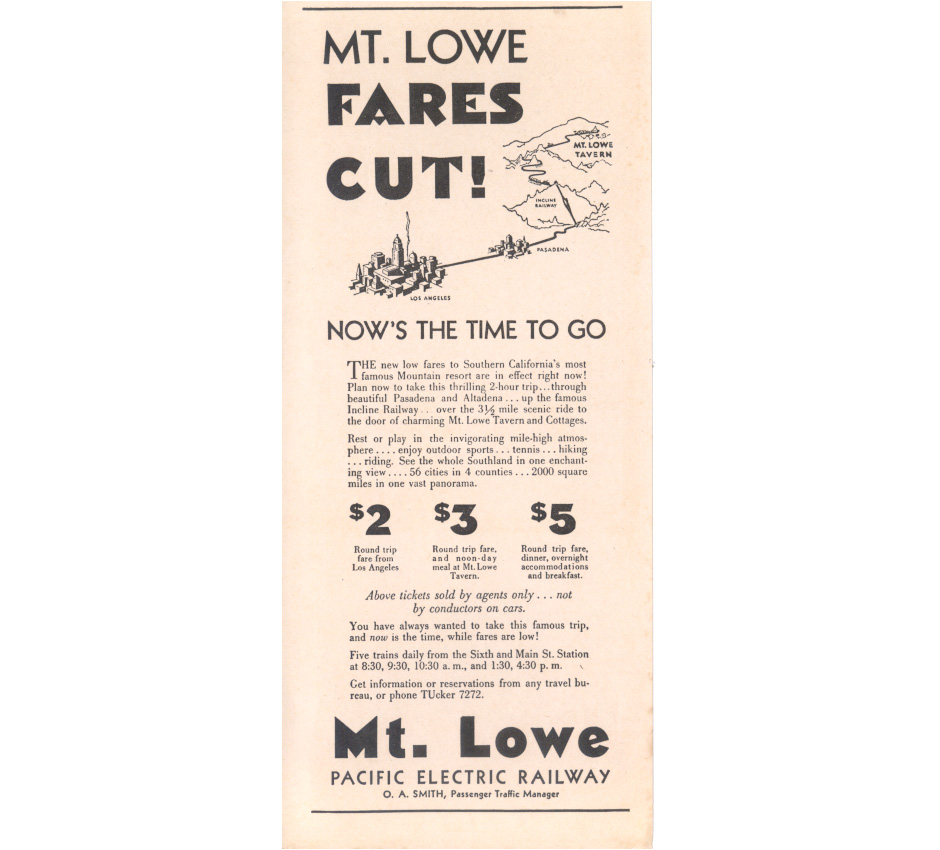 MT. LOWE
FARES
CUT!
MT. LOWE
TAVERN
INCLINE
RAILWAY
PASADENA
LOS ANGELES
NOW'S THE TIME TO GO
THE new low fares to Southern California's most
famous Mountain resort are in effect right now!
Plan now to take this thrilling 2-hour trip...through
beautiful Pasadena and Altadena...up the famous
Incline Railway.. over the 3½ mile scenic ride to
the door of charming Mt. Lowe Tavern and Cottages.
Rest or play in the invigorating mile-high atmos-
phere....enjoy outdoor sports...tennis...hiking
...riding. See the whole Southland in one enchant-
ing view....56 cities in 4 counties...2000 square
miles in one vast panorama.
$2 $3 $5
Round trip
fare from
Los Angeles
Round trip fare,
and noon-day
meal at Mt. Lowe
Tavern.
Round trip fare,
dinner, overnight
accommodations
and breakfast.
Above tickets sold by agents only...not
by conductors on cars.
You have always wanted to take this famous trip,
and now is the time, while fares are low!
Five trains daily from the Sixth and Main St. Station
at 8:30, 9:30, 10:30 a. m., and 1:30, 4:30 p. m.
Get information or reservations from any travel bu-
reau, or phone TUcker 7272.
Mt. Lowe
PACIFIC ELECTRIC RAILWAY
O. A. SMITH, Passenger Traffic Manager